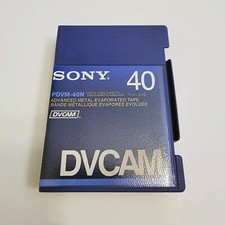 SONY 40
PDVM-40N
ADVANCED METAL EVAPORATED TAPE
BANDE MÉTALLIQUE ÉVAPORÉE ÉVOLUÉE
DVCAM
DVCAM